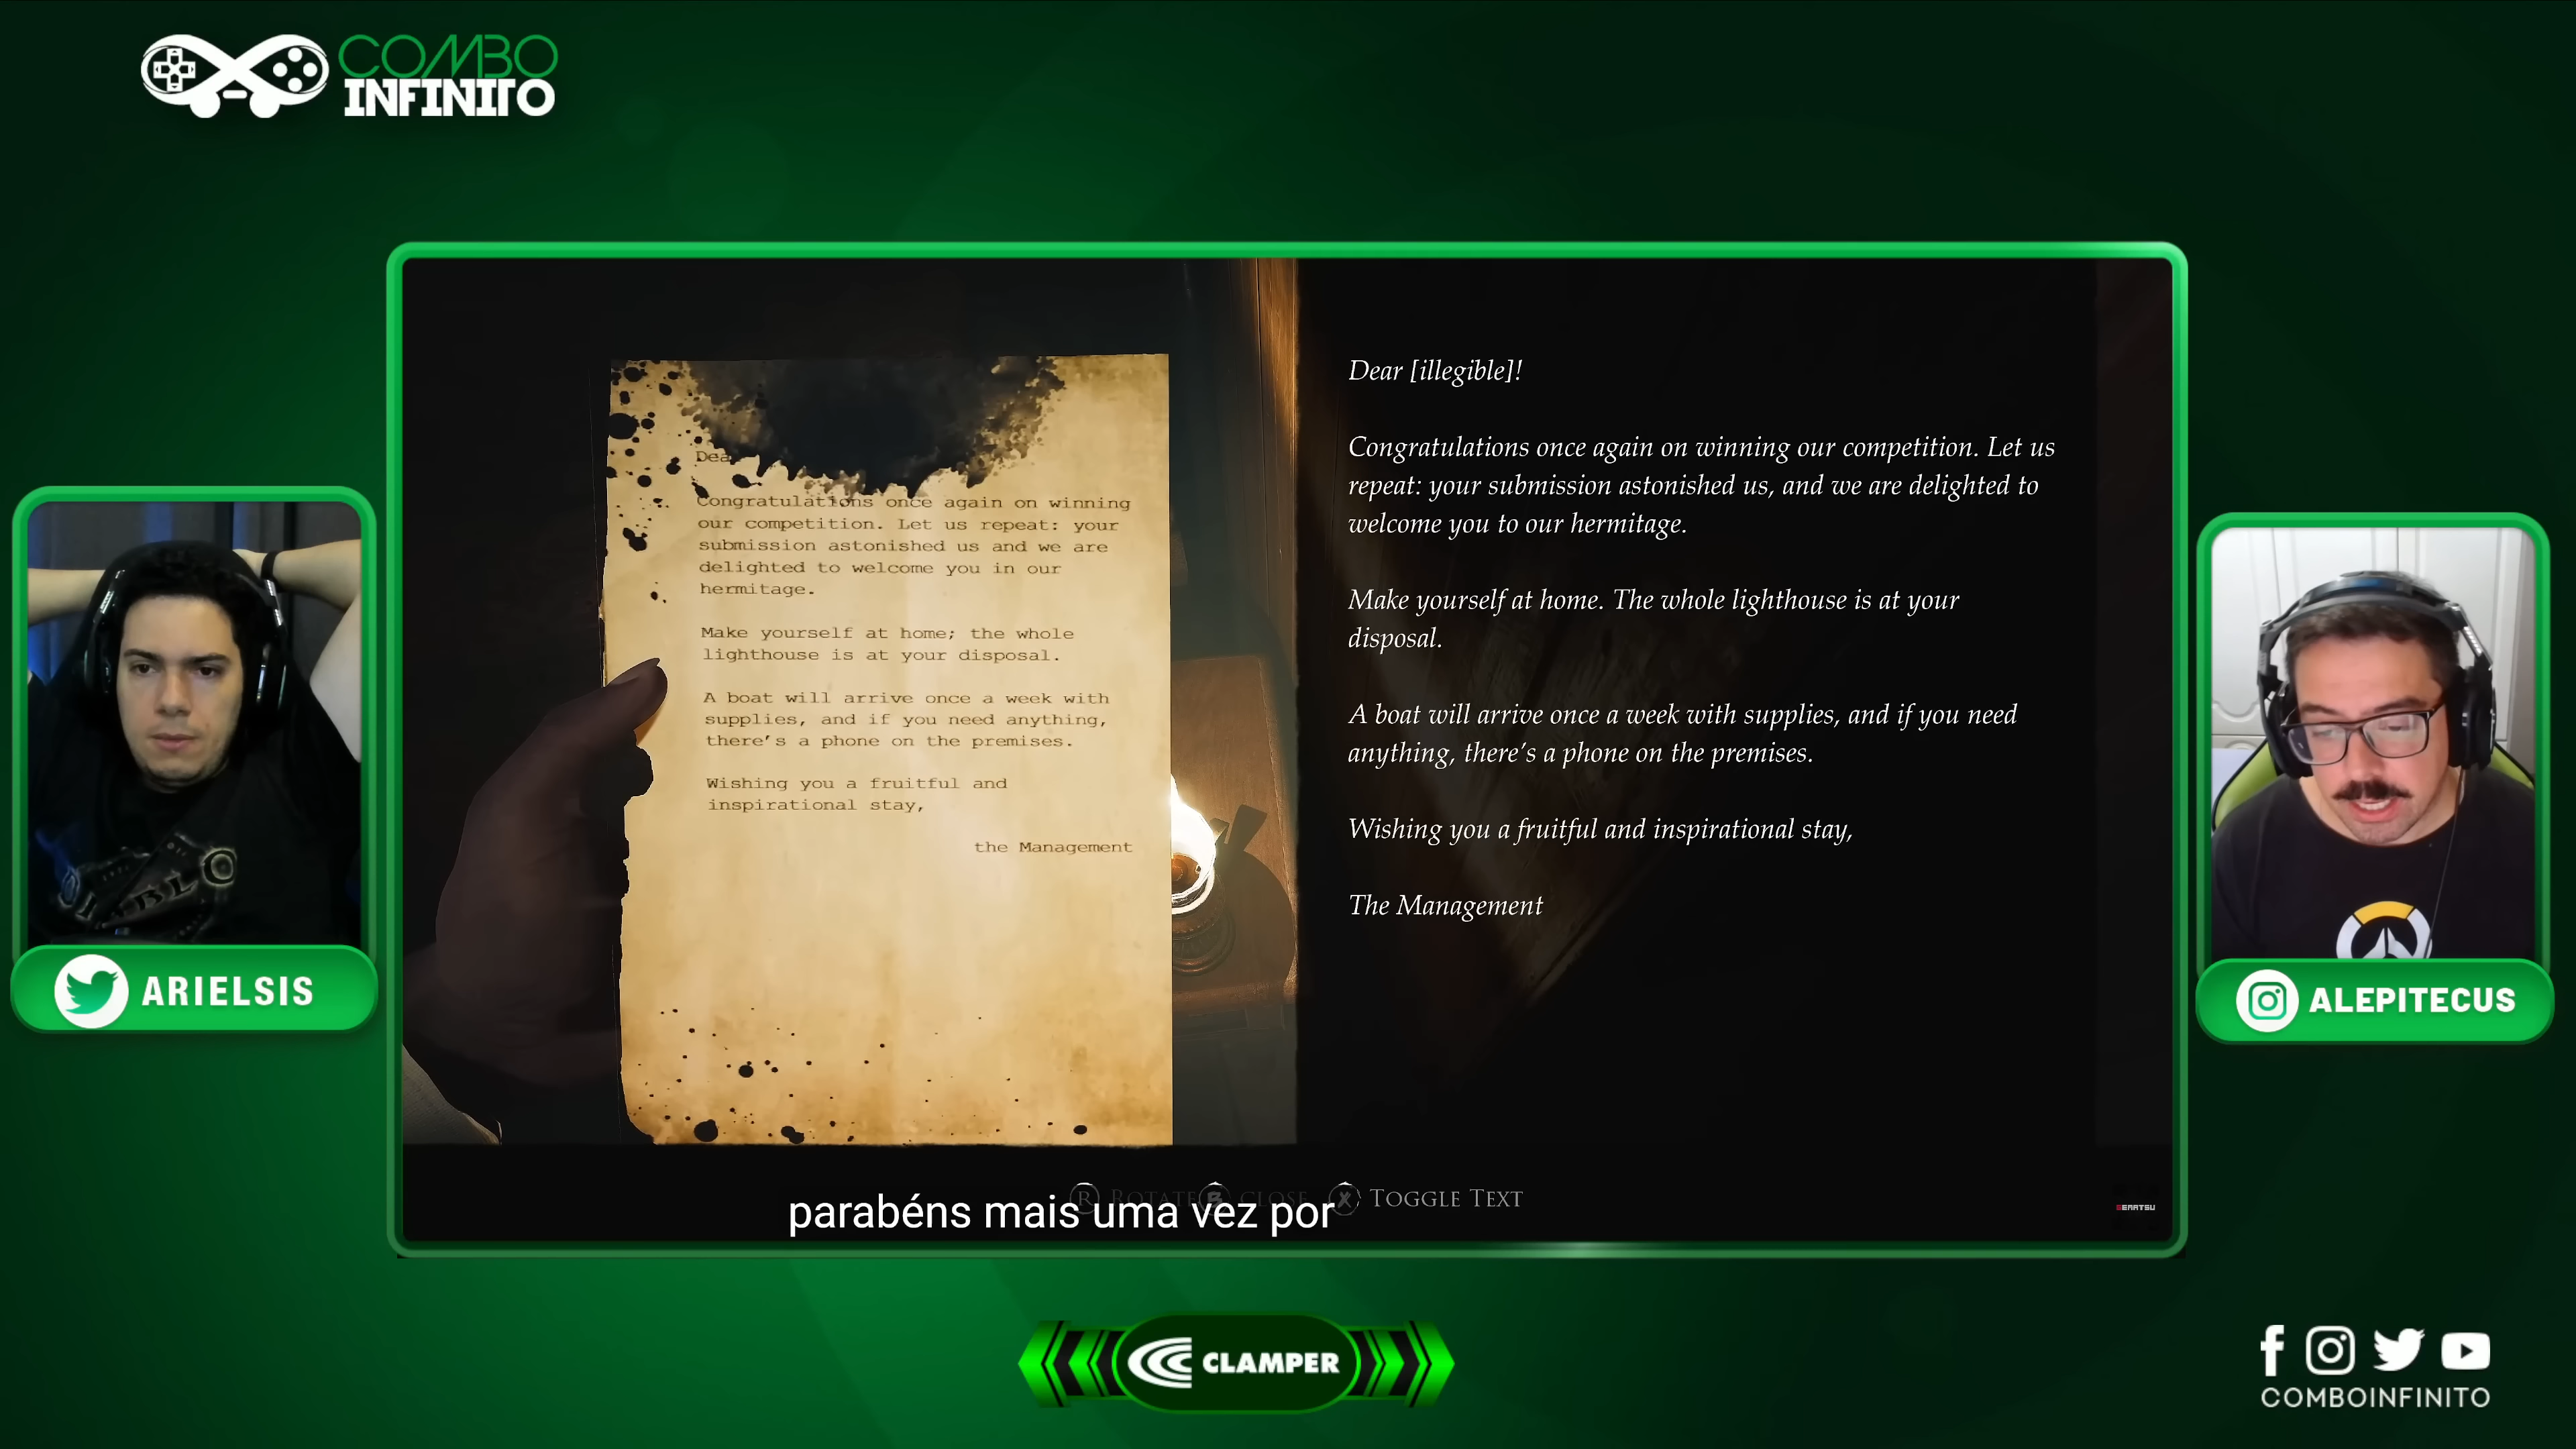 COMBO
INFINITO
Dear [illegible]!
Congratulations once again on winning our competition. Let us
repeat: your submission astonished us, and we are delighted to
welcome you to our hermitage.
Make yourself at home. The whole lighthouse is at your
disposal.
A boat will arrive once a week with supplies, and if you need
anything, there's a phone on the premises.
Wishing you a fruitful and inspirational stay,
The Management
Dea
Congratulations once again on winning
our competition. Let us repeat: your
submission astonished us and we are
delighted to welcome you in our
hermitage.
Make yourself at home; the whole
lighthouse is at your disposal.
A boat will arrive once a week with
supplies, and if you need anything,
there's a phone on the premises.
Wishing you a fruitful and
inspirational stay,
the Management
DIABLO
ARIELSIS
ALEPITECUS
R ROTATE B CLOSE X TOGGLE TEXT
parabéns mais uma vez por
GEMATSU
CLAMPER
COMBOINFINITO